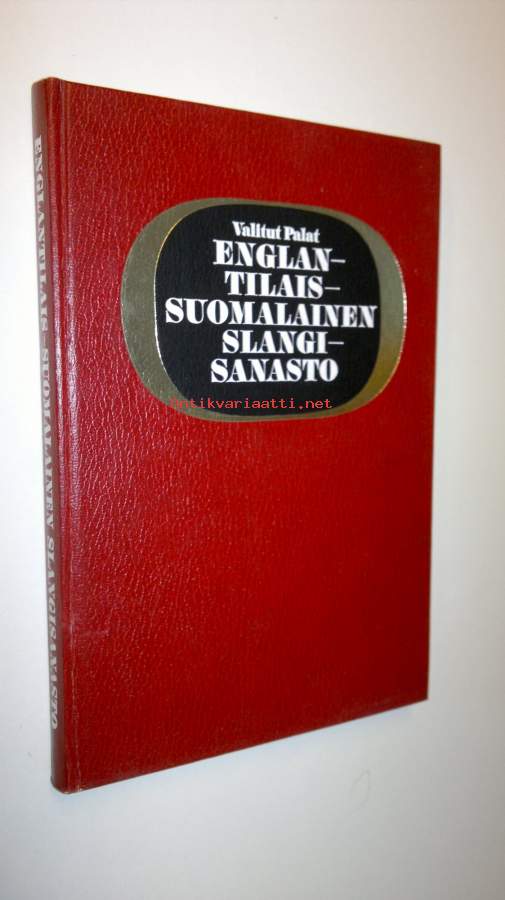 Valitut Palat
ENGLAN–
TILAIS–
SUOMALAINEN
SLANGI–
SANASTO
antikvariaatti.net
ENGLANTILAIS–SUOMALAINEN SLANGISANASTO